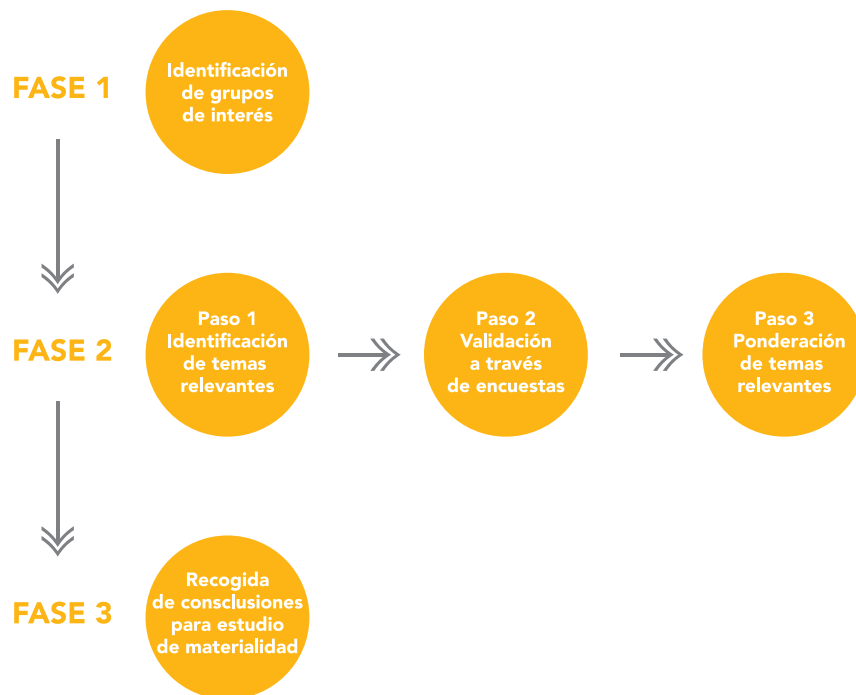 FASE 1
Identificación
de grupos
de interés
FASE 2
Paso 1
Identificación
de temas
relevantes
Paso 2
Validación
a través
de encuestas
Paso 3
Ponderación
de temas
relevantes
FASE 3
Recogida
de consclusiones
para estudio
de materialidad